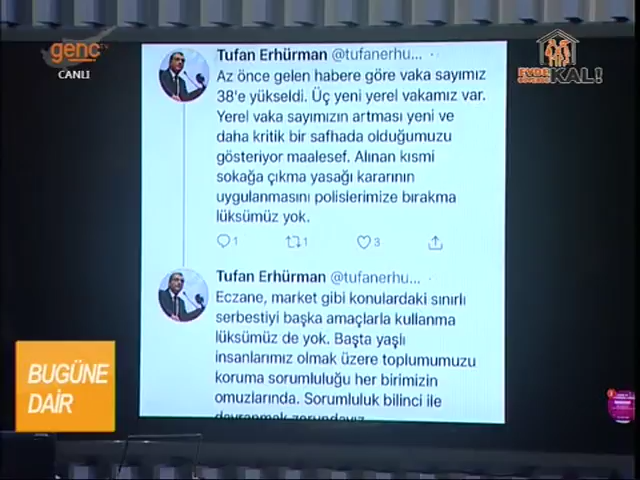 genç TV
CANLI
EVDE
KAL!
Tufan Erhürman @tufanerhu... ·
Az önce gelen habere göre vaka sayımız
38'e yükseldi. Üç yeni yerel vakamız var.
Yerel vaka sayımızın artması yeni ve
daha kritik bir safhada olduğumuzu
gösteriyor maalesef. Alınan kısmi
sokağa çıkma yasağı kararının
uygulanmasını polislerimize bırakma
lüksümüz yok.
1 1 3
Tufan Erhürman @tufanerhu... ·
Eczane, market gibi konulardaki sınırlı
serbestiyi başka amaçlarla kullanma
lüksümüz de yok. Başta yaşlı
insanlarımız olmak üzere toplumumuzu
koruma sorumluluğu her birimizin
omuzlarında. Sorumluluk bilinci ile
davranmak zorundayız.
BUGÜNE
DAİR